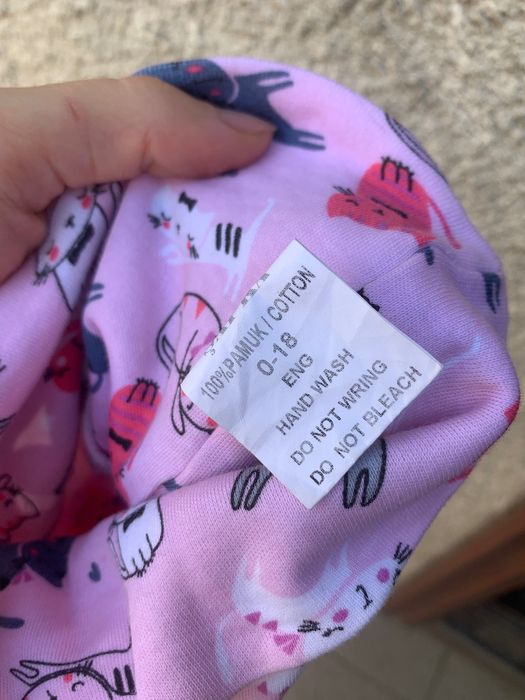 100%PAMUK / COTTON
0-18
ENG
HAND WASH
DO NOT WRING
DO NOT BLEACH